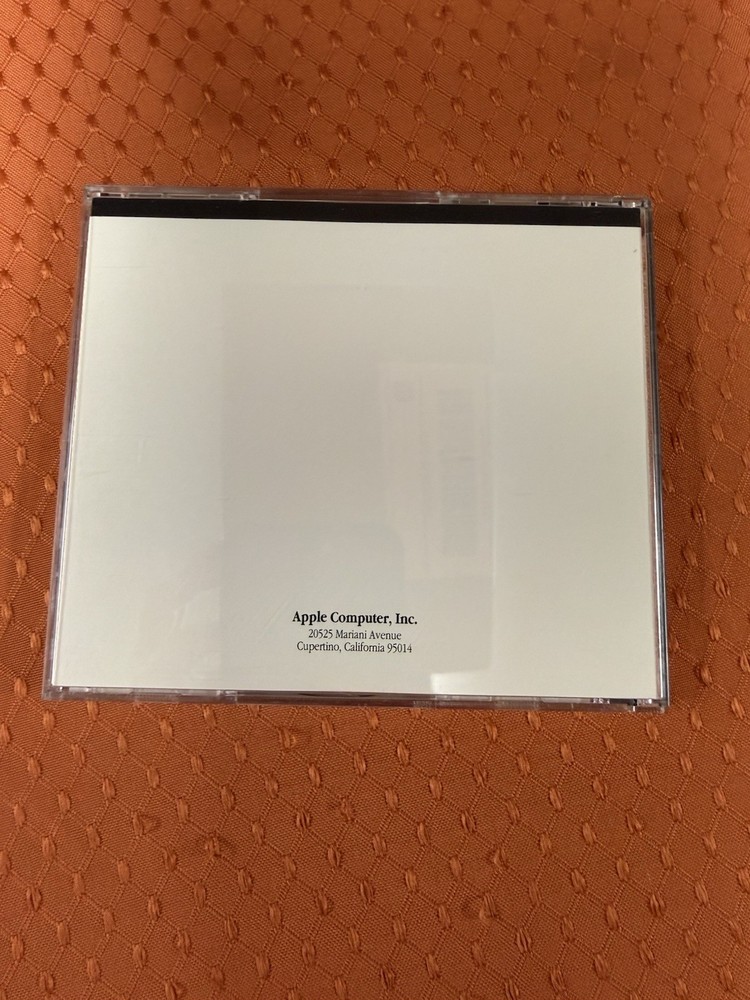 Apple Computer, Inc.
20525 Mariani Avenue
Cupertino, California 95014